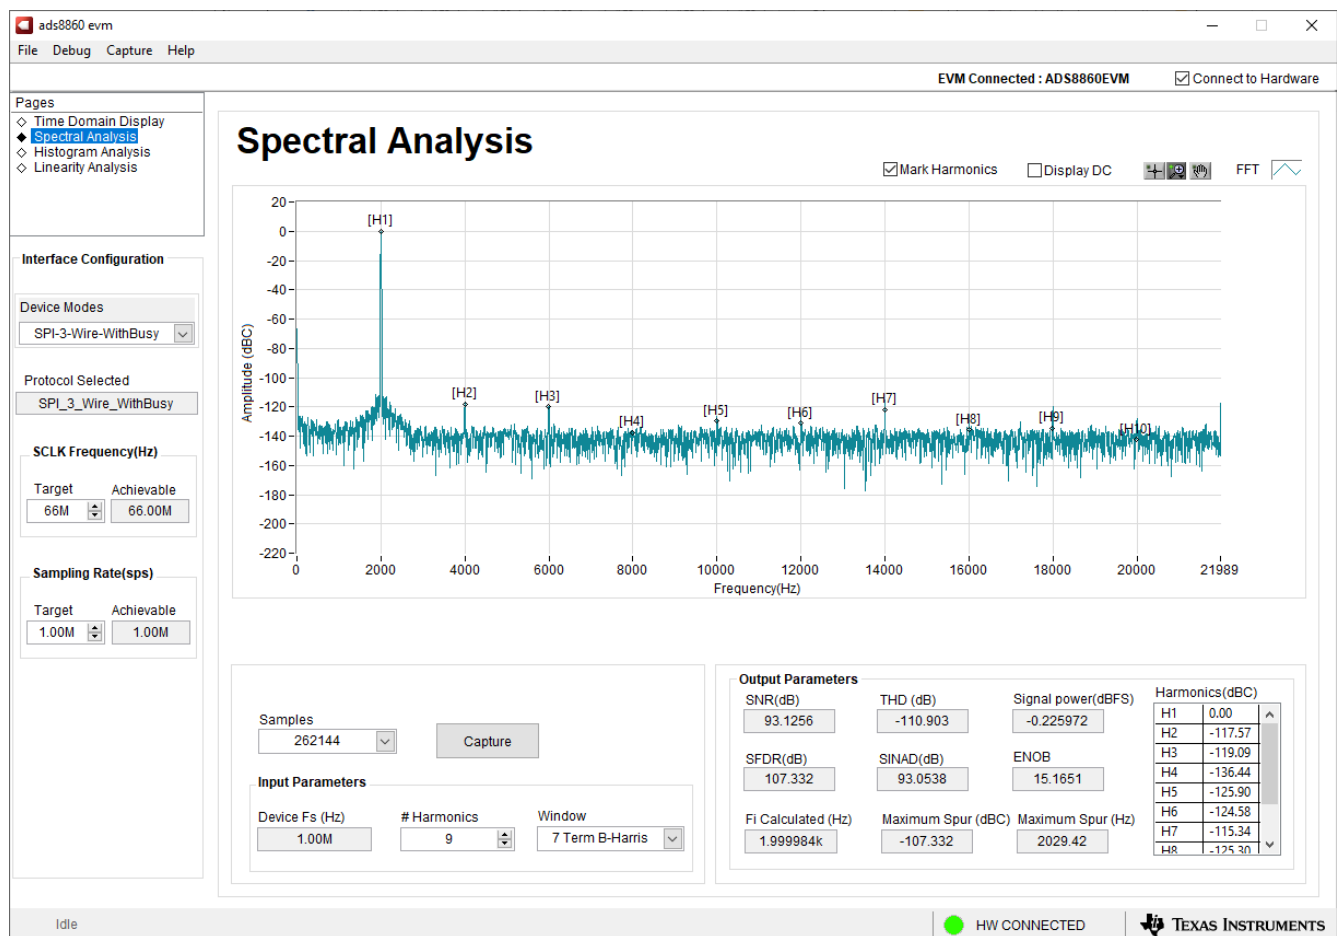 ads8860 evm
File Debug Capture Help
EVM Connected : ADS8860EVM Connect to Hardware
Pages
Time Domain Display
Spectral Analysis
Histogram Analysis
Linearity Analysis
Spectral Analysis
Mark Harmonics Display DC FFT
Interface Configuration
Device Modes
SPI-3-Wire-WithBusy
Protocol Selected
SPI_3_Wire_WithBusy
SCLK Frequency(Hz)
Target Achievable
66M 66.00M
Sampling Rate(sps)
Target Achievable
1.00M 1.00M
Amplitude (dBC)
20
0
-20
-40
-60
-80
-100
-120
-140
-160
-180
-200
-220
[H1]
[H2] [H3] [H4] [H5] [H6] [H7] [H8] [H9] [H10]
0 2000 4000 6000 8000 10000 12000 14000 16000 18000 20000 21989
Frequency(Hz)
Samples
262144 Capture
Input Parameters
Device Fs (Hz) # Harmonics Window
1.00M 9 7 Term B-Harris
Output Parameters
SNR(dB) THD (dB) Signal power(dBFS)
93.1256 -110.903 -0.225972
SFDR(dB) SINAD(dB) ENOB
107.332 93.0538 15.1651
Fi Calculated (Hz) Maximum Spur (dBC) Maximum Spur (Hz)
1.999984k -107.332 2029.42
Harmonics(dBC)
H1 0.00
H2 -117.57
H3 -119.09
H4 -136.44
H5 -125.90
H6 -124.58
H7 -115.34
H8 -125.30
Idle HW CONNECTED TEXAS INSTRUMENTS